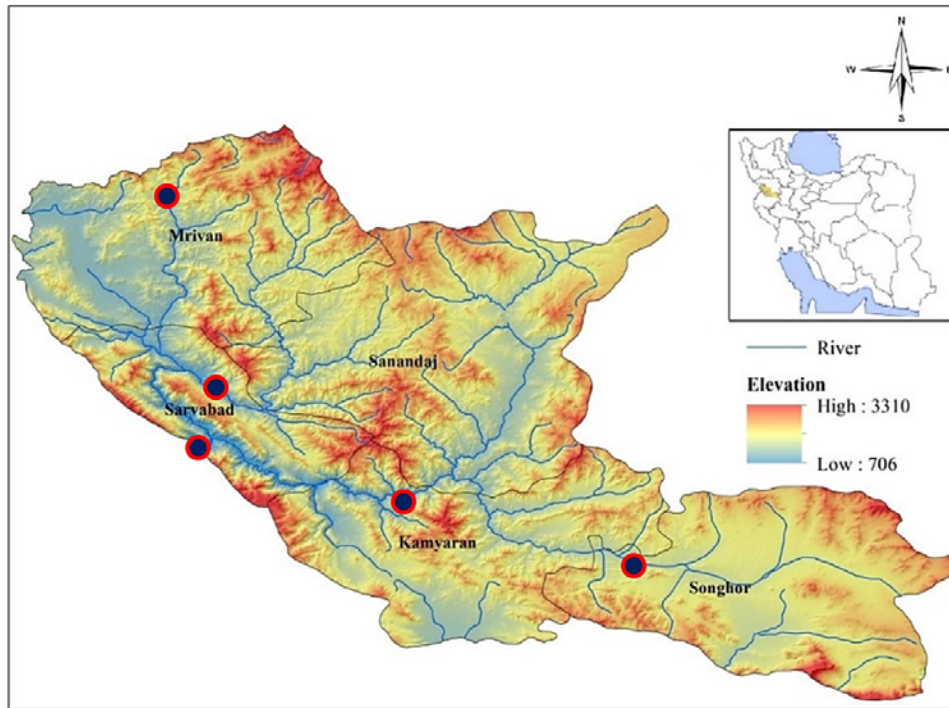 N
W
E
S
Mrivan
Sanandaj
Sarvabad
Kamyaran
Songhor
River
Elevation
High : 3310
Low : 706